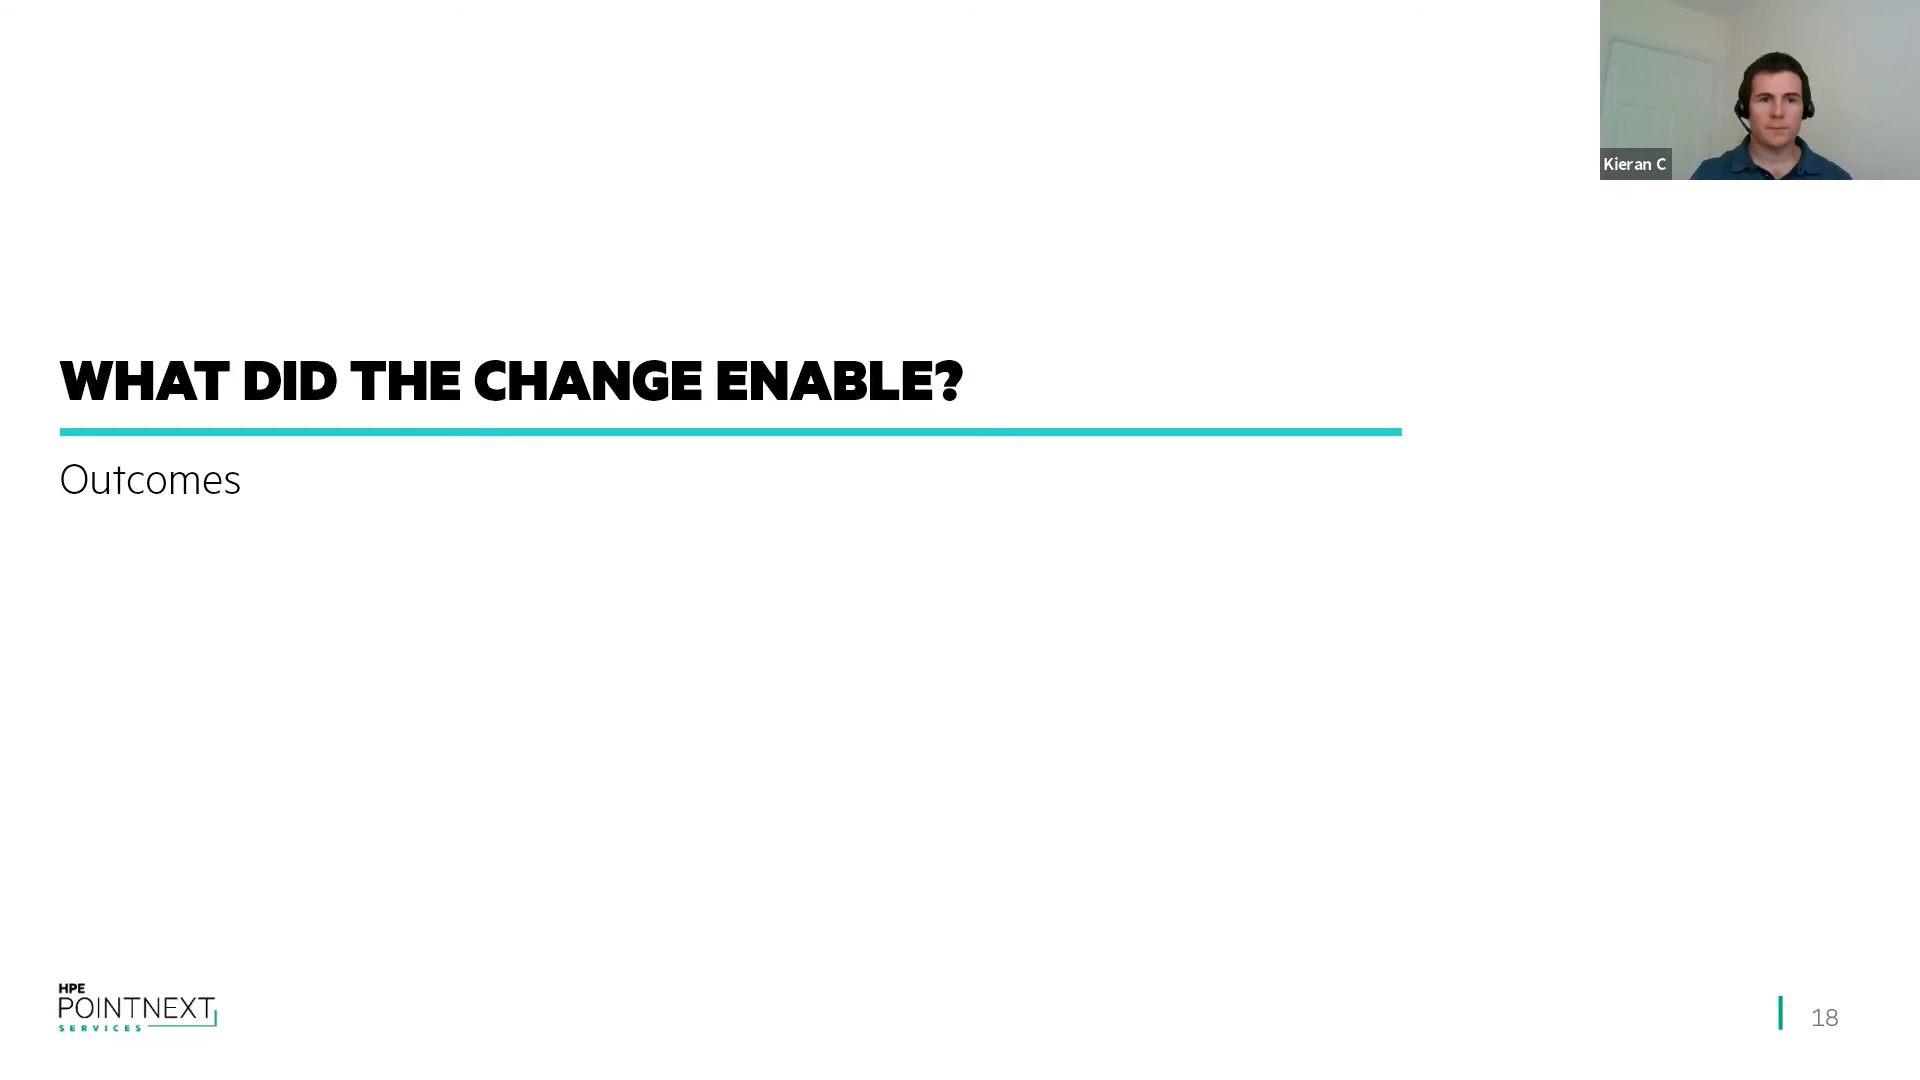 Kieran C
WHAT DID THE CHANGE ENABLE?
Outcomes
HPE
POINTNEXT
SERVICES
18